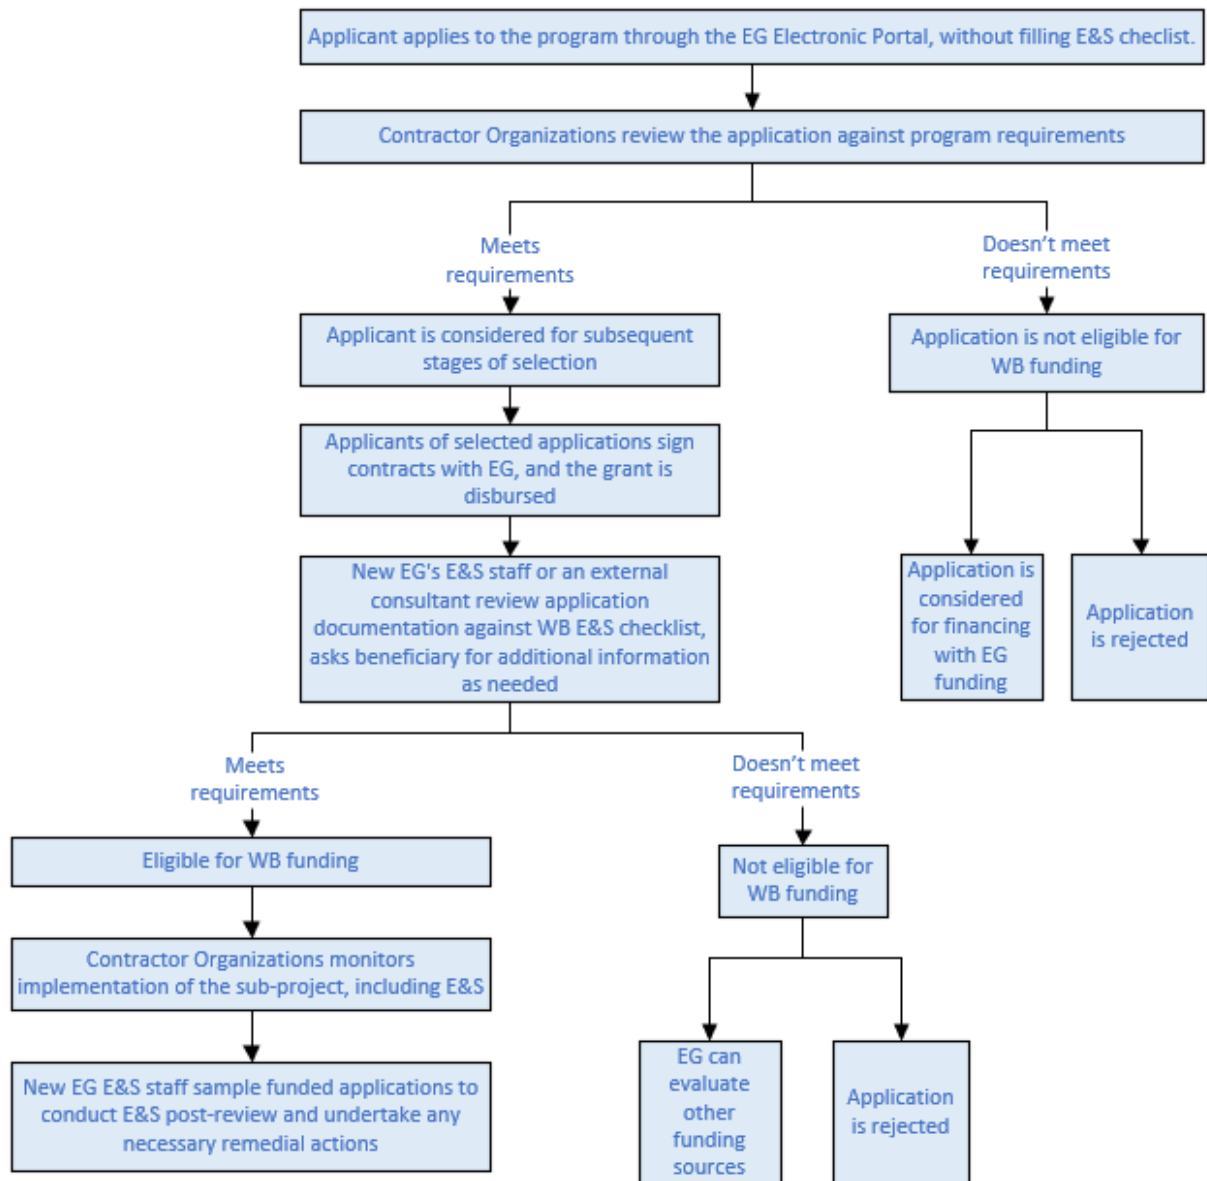 Applicant applies to the program through the EG Electronic Portal, without filling E&S checlist.
Contractor Organizations review the application against program requirements
Meets
requirements
Doesn't meet
requirements
Applicant is considered for subsequent
stages of selection
Application is not eligible for
WB funding
Applicants of selected applications sign
contracts with EG, and the grant is
disbursed
New EG's E&S staff or an external
consultant review application
documentation against WB E&S checklist,
asks beneficiary for additional information
as needed
Application is
considered
for financing
with EG
funding
Application
is rejected
Meets
requirements
Doesn't meet
requirements
Eligible for WB funding
Not eligible for
WB funding
Contractor Organizations monitors
implementation of the sub-project, including E&S
New EG E&S staff sample funded applications to
conduct E&S post-review and undertake any
necessary remedial actions
EG can
evaluate
other
funding
sources
Application
is rejected